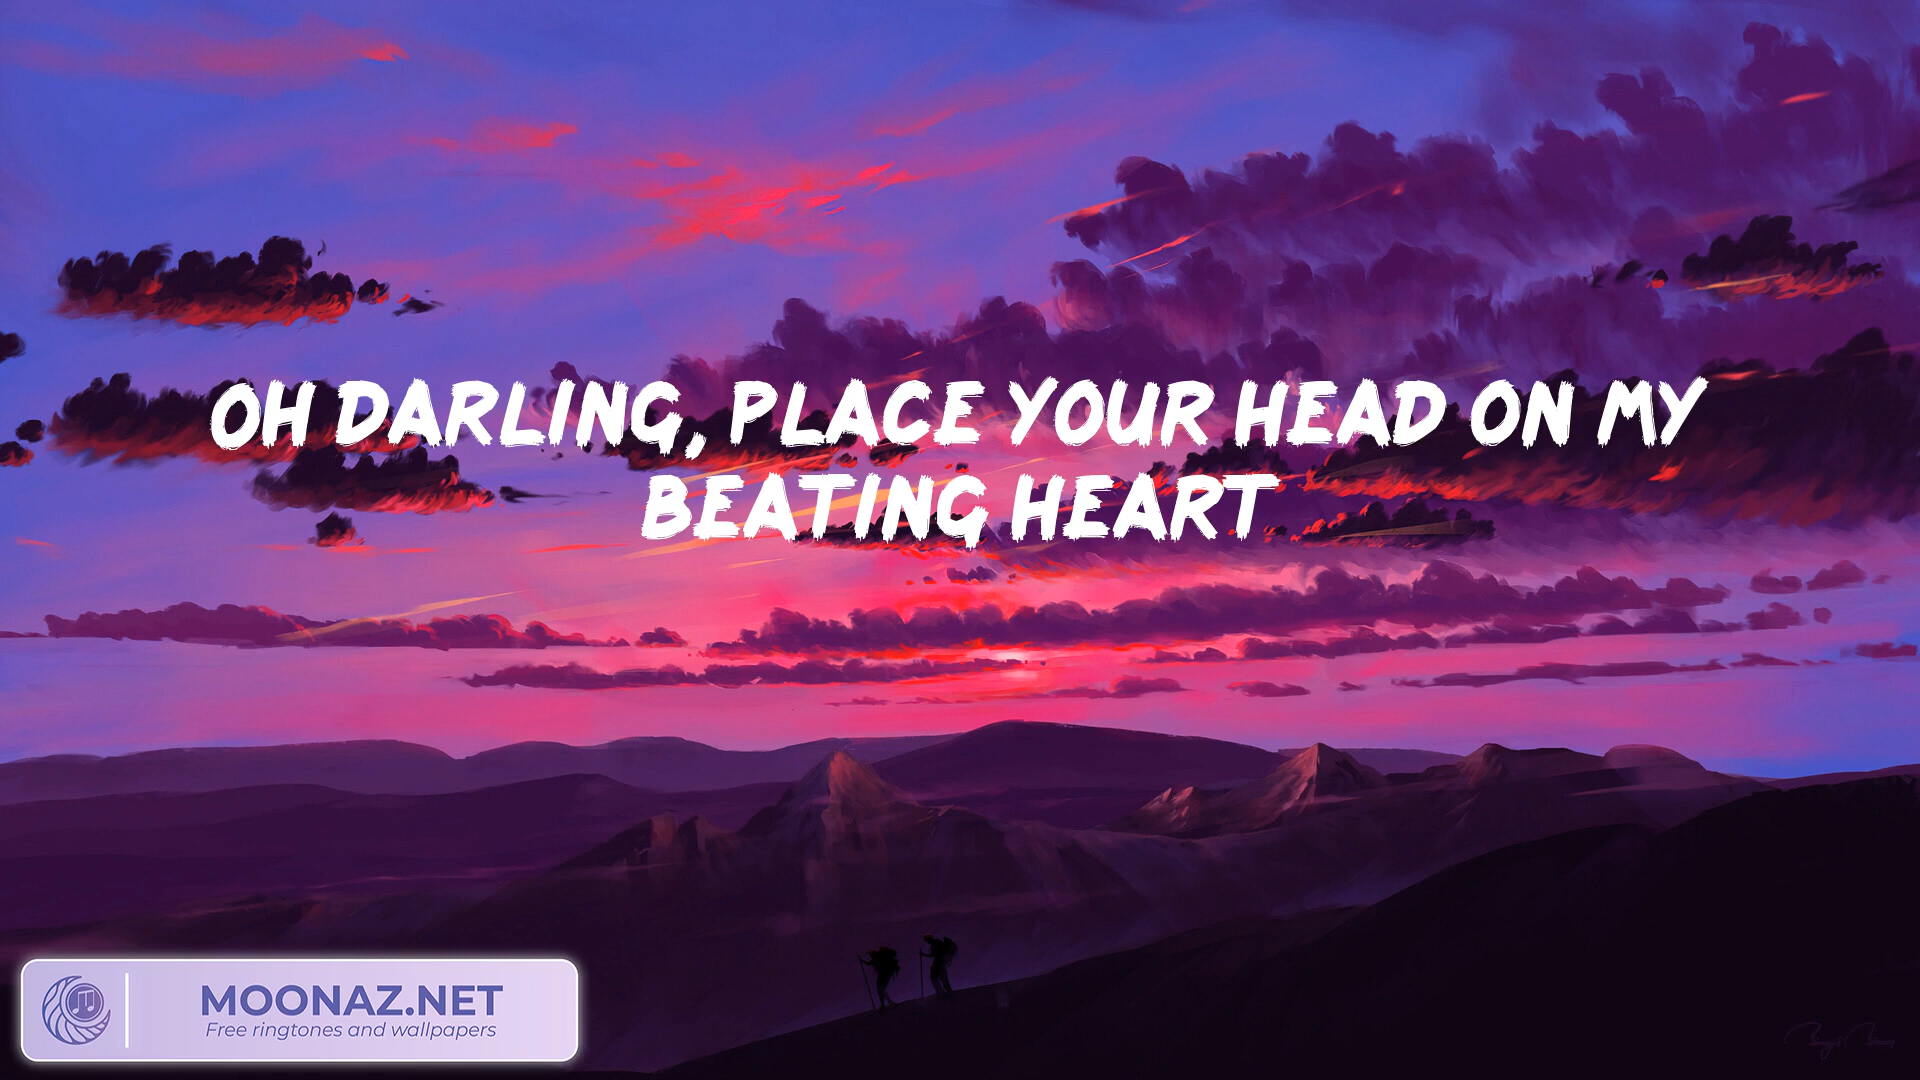 OH DARLING, PLACE YOUR HEAD ON MY
BEATING HEART
MOONAZ.NET
Free ringtones and wallpapers